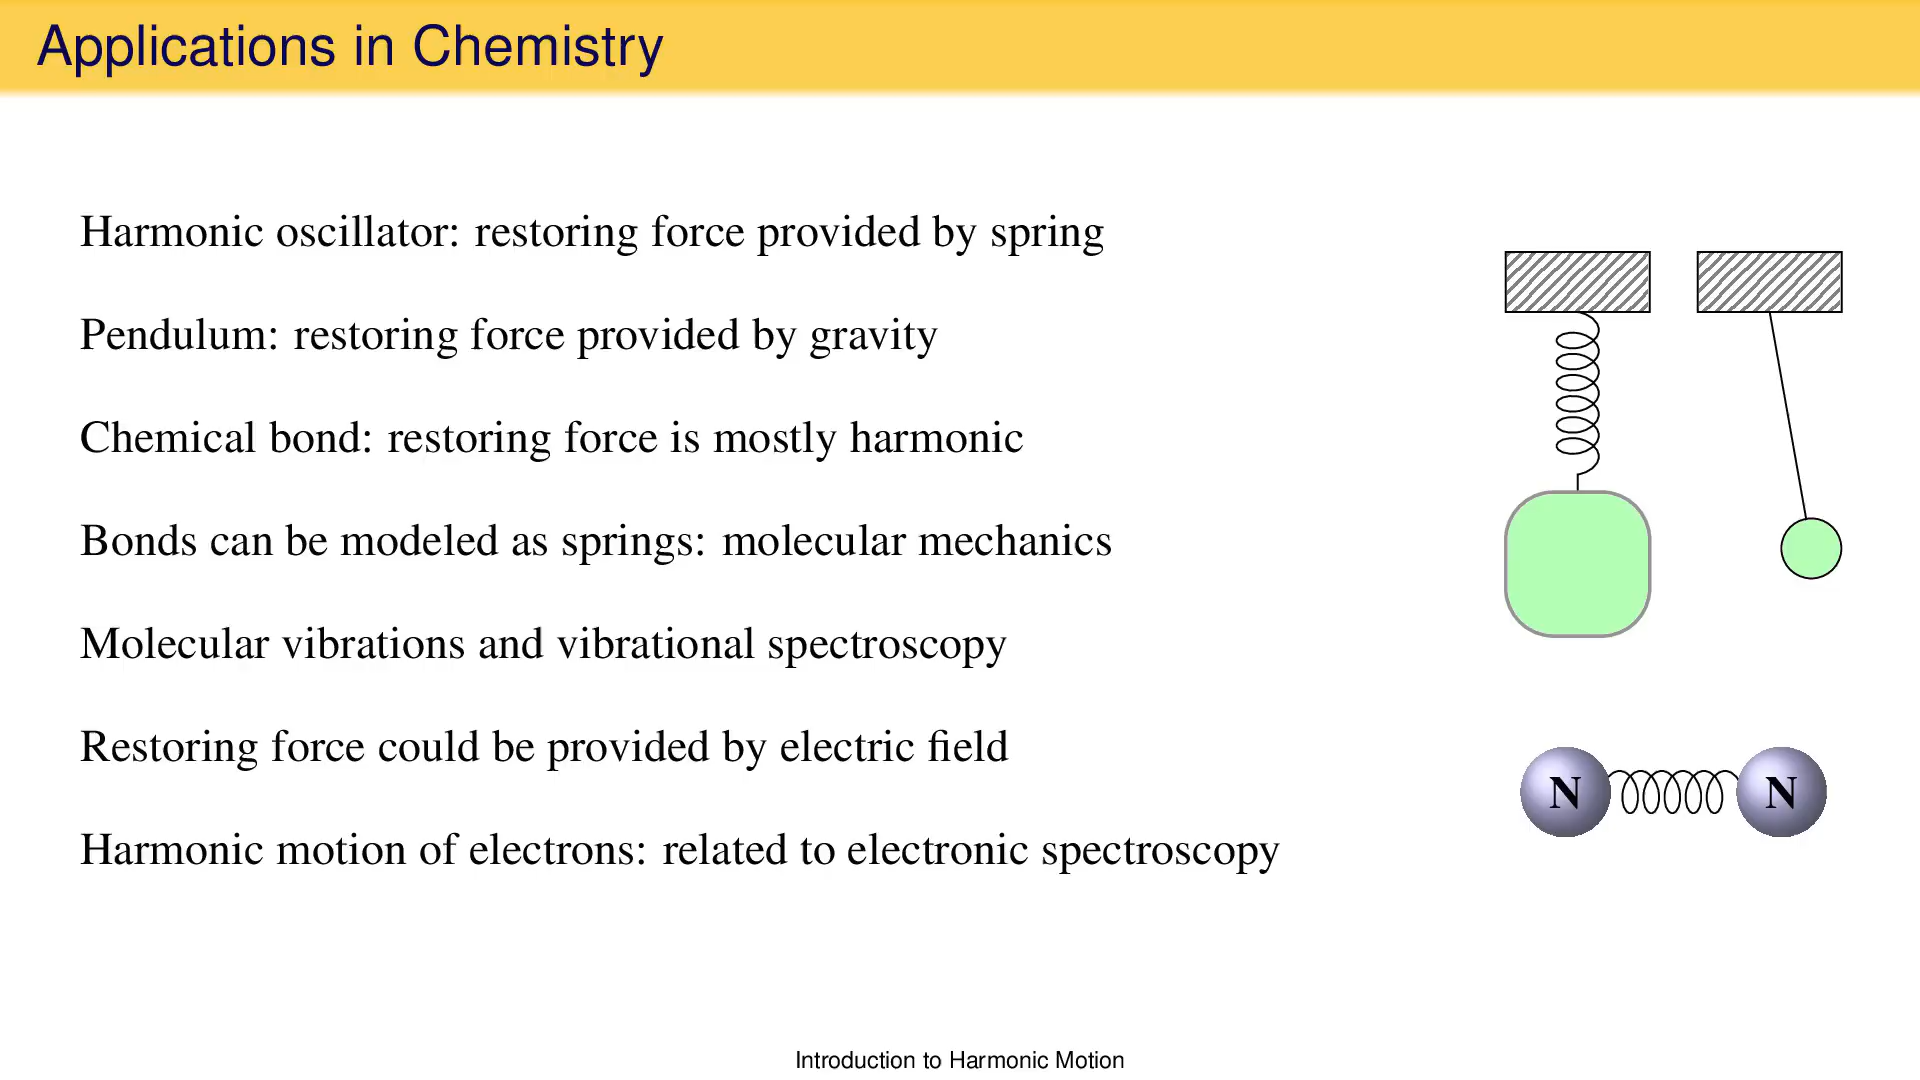 Applications in Chemistry
Harmonic oscillator: restoring force provided by spring
Pendulum: restoring force provided by gravity
Chemical bond: restoring force is mostly harmonic
Bonds can be modeled as springs: molecular mechanics
Molecular vibrations and vibrational spectroscopy
Restoring force could be provided by electric field
N N
Harmonic motion of electrons: related to electronic spectroscopy
Introduction to Harmonic Motion